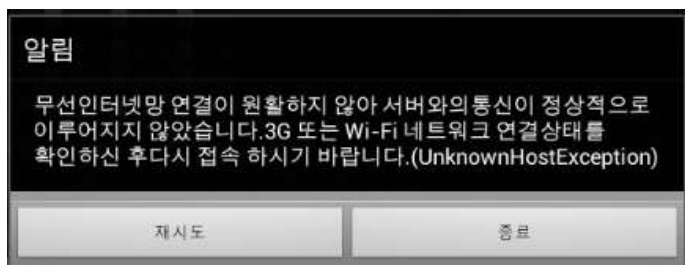 알림
무선인터넷망 연결이 원활하지 않아 서버와의통신이 정상적으로
이루어지지 않았습니다.3G 또는 Wi-Fi 네트워크 연결상태를
확인하신 후다시 접속 하시기 바랍니다.(UnknownHostException)
재시도
종료